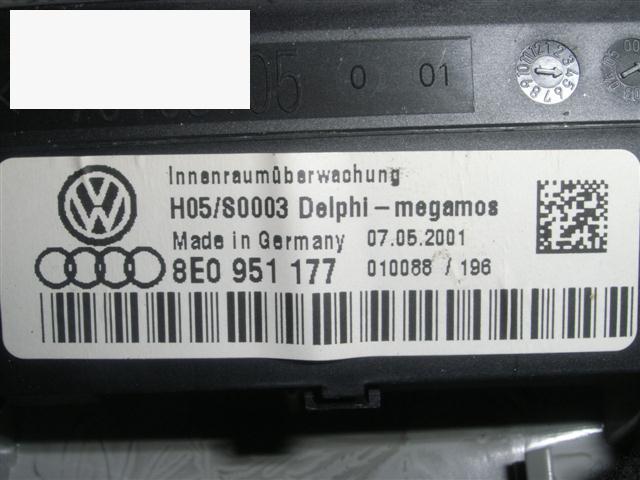 05 0 01
Innenraumüberwachung
H05/S0003 Delphi-megamos
Made in Germany 07.05.2001
8E0 951 177 010088 / 196